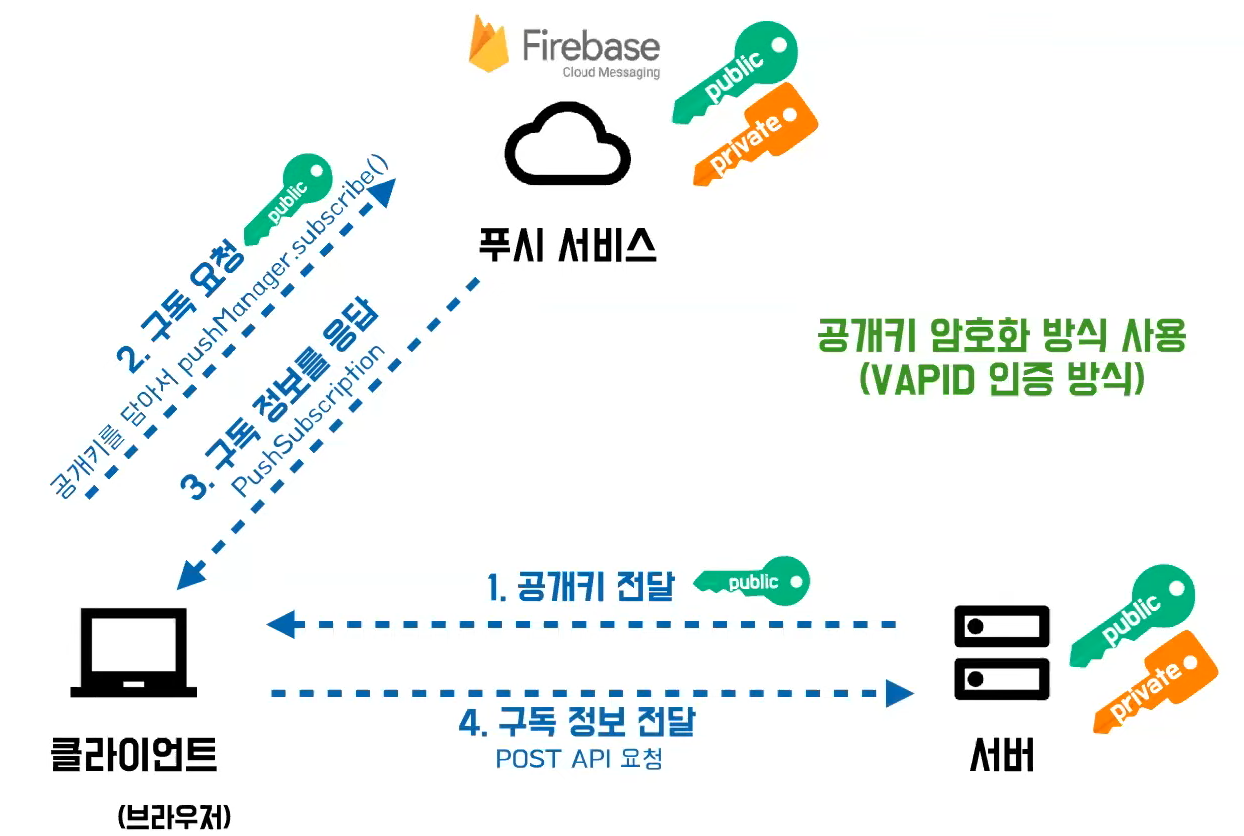 Firebase
Cloud Messaging
public
private
푸시 서비스
public
2. 구독 요청
공개키를 담아서 pushManager.subscribe()
3. 구독 정보를 응답
PushSubscription
공개키 암호화 방식 사용
(VAPID 인증 방식)
1. 공개키 전달
public
4. 구독 정보 전달
POST API 요청
public
private
클라이언트
(브라우저)
서버